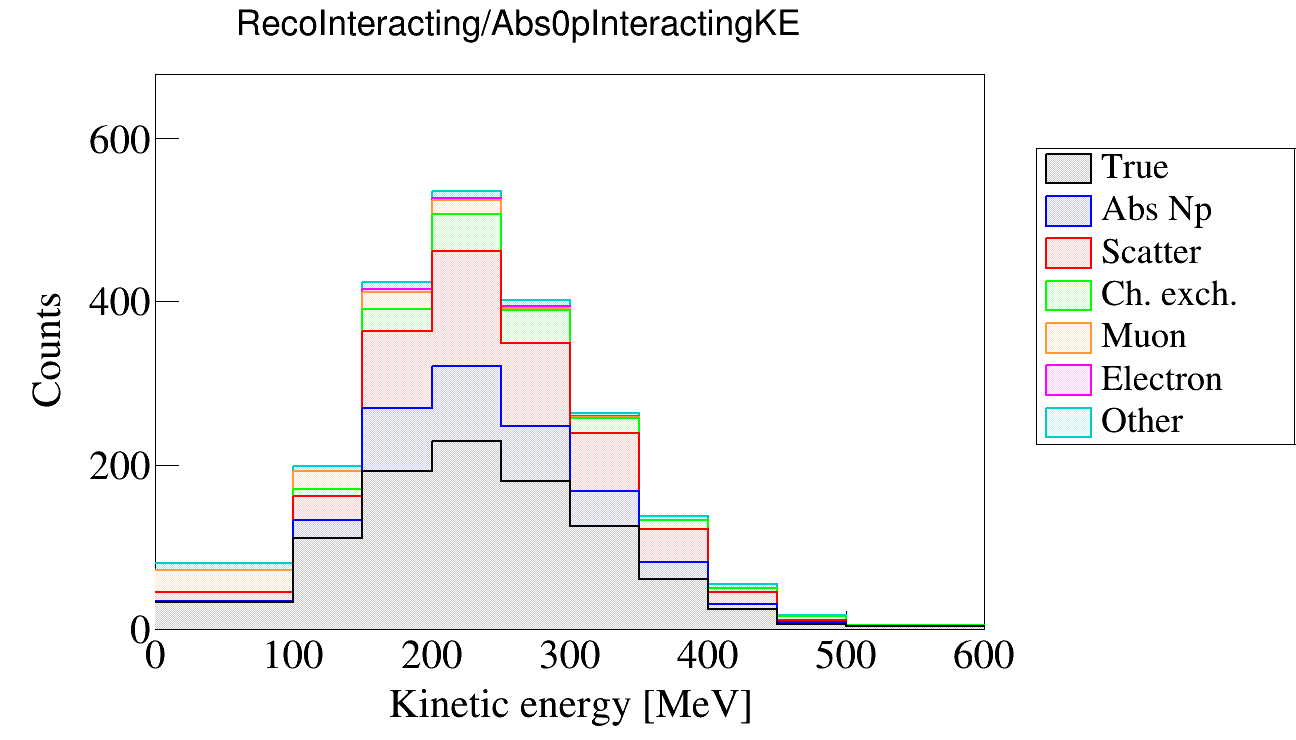 RecoInteracting/Abs0pInteractingKE
600
400
200
0
Counts
0 100 200 300 400 500 600
Kinetic energy [MeV]
True
Abs Np
Scatter
Ch. exch.
Muon
Electron
Other